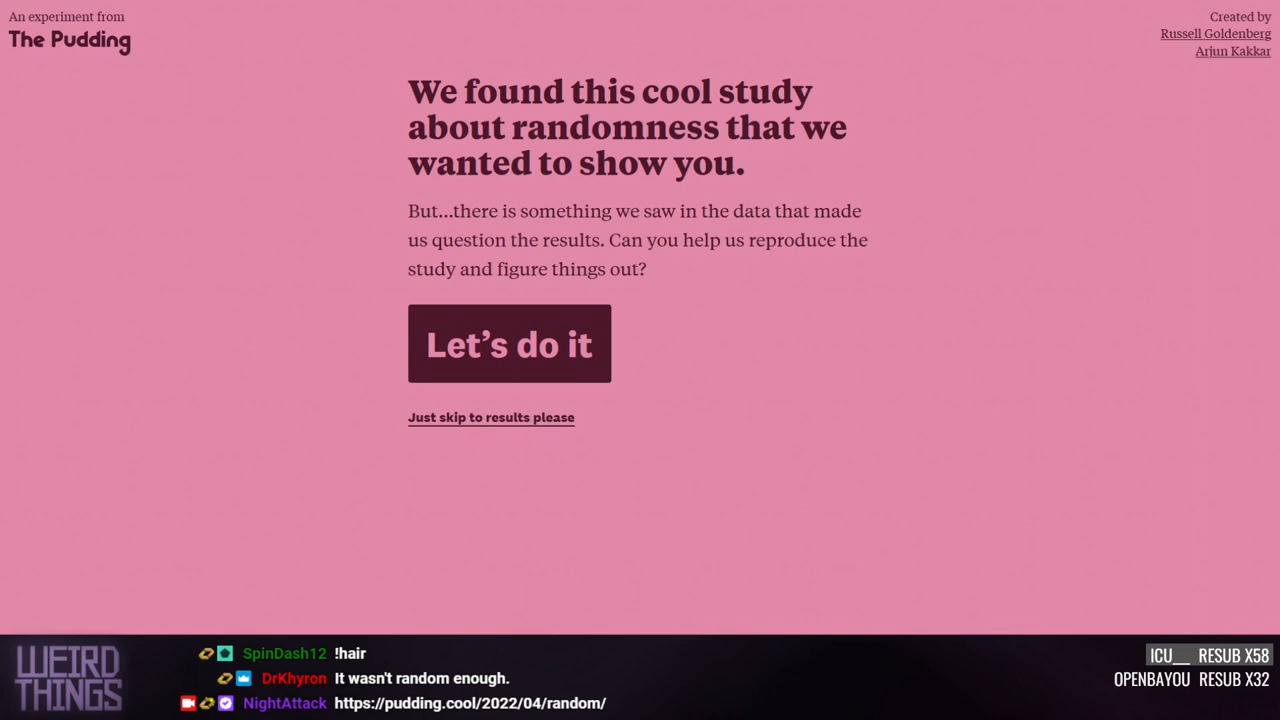 An experiment from
The Pudding
Created by
Russell Goldenberg
Arjun Kakkar
We found this cool study
about randomness that we
wanted to show you.
But...there is something we saw in the data that made
us question the results. Can you help us reproduce the
study and figure things out?
Let's do it
Just skip to results please
WEIRD
THINGS
SpinDash12 !hair
DrKhyron It wasn't random enough.
NightAttack https://pudding.cool/2022/04/random/
ICU__ RESUB X58
OPENBAYOU RESUB X32